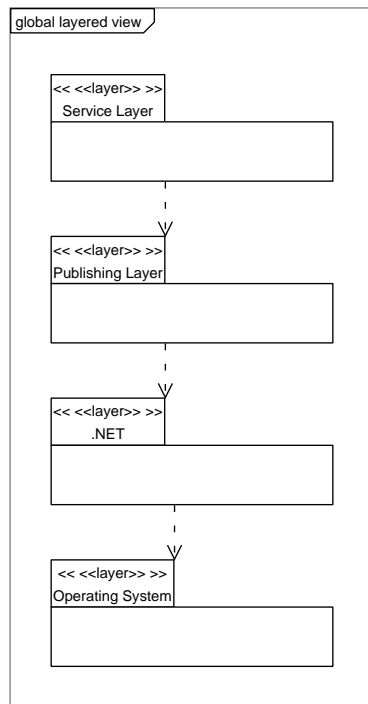 global layered view
<< <<layer>> >>
Service Layer
<< <<layer>> >>
Publishing Layer
<< <<layer>> >>
.NET
<< <<layer>> >>
Operating System